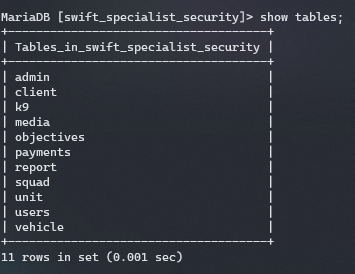 MariaDB [swift_specialist_security]> show tables;
+------------------------------------+
| Tables_in_swift_specialist_security |
+------------------------------------+
| admin |
| client |
| k9 |
| media |
| objectives |
| payments |
| report |
| squad |
| unit |
| users |
| vehicle |
+------------------------------------+
11 rows in set (0.001 sec)